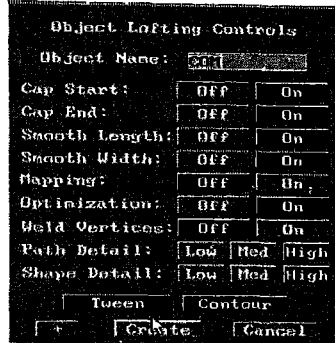 Object Lofting Controls
Object Name:
Cap Start: Off On
Cap End: Off On
Smooth Length: Off On
Smooth Width: Off On
Mapping: Off On
Optimization: Off On
Weld Vertices: Off On
Path Detail: Low Med High
Shape Detail: Low Med High
Tween Contour
+ Create Cancel